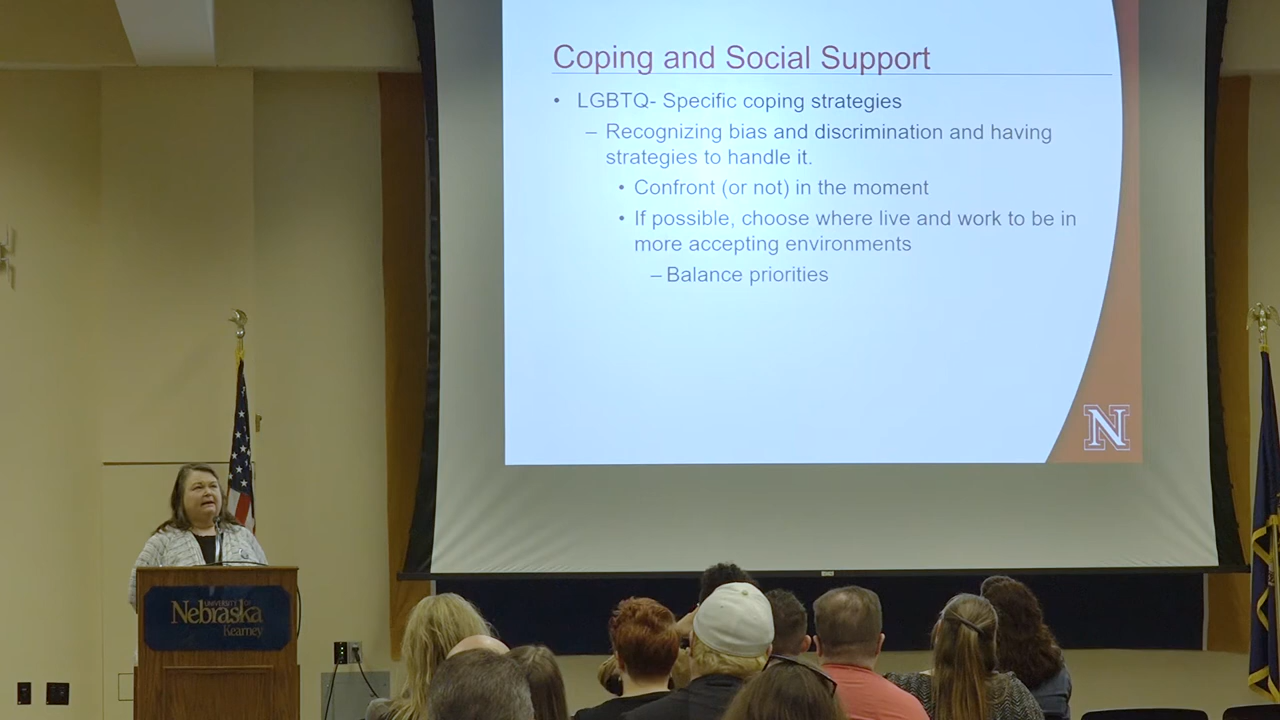 Coping and Social Support
• LGBTQ- Specific coping strategies
– Recognizing bias and discrimination and having
strategies to handle it.
• Confront (or not) in the moment
• If possible, choose where live and work to be in
more accepting environments
– Balance priorities
N
UNIVERSITY OF
Nebraska
Kearney